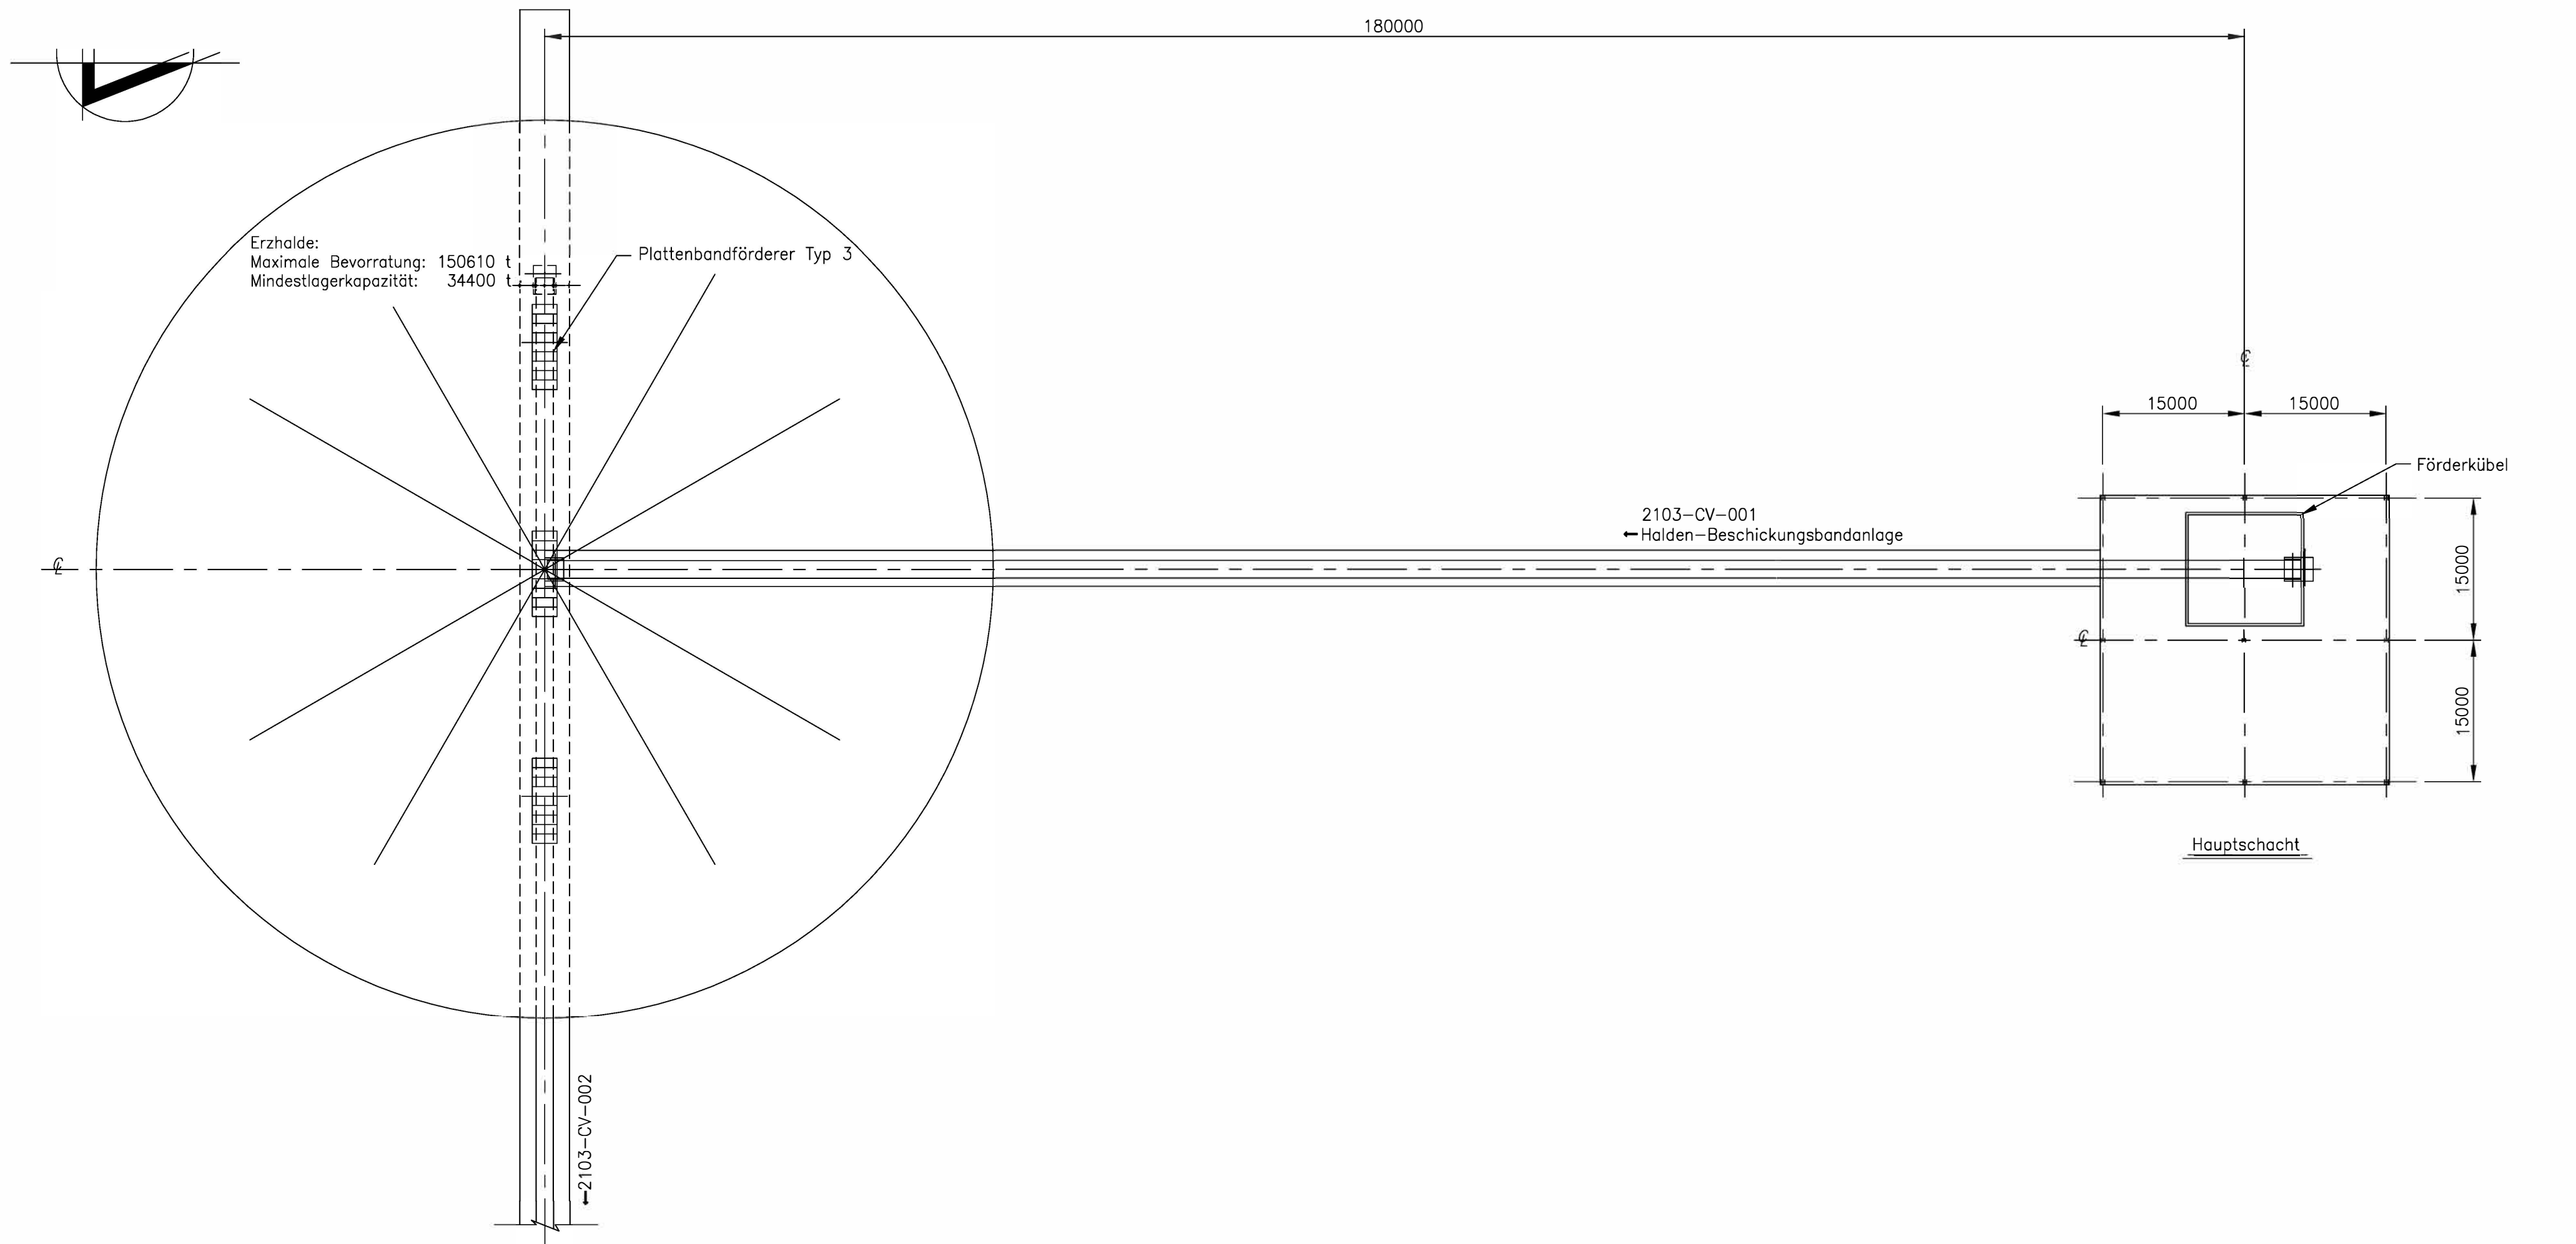 180000
Erzhalde:
Maximale Bevorratung: 150610 t
Mindestlagerkapazität: 34400 t
Plattenbandförderer Typ 3
℄
15000 15000
Förderkübel
2103-CV-001
←Halden-Beschickungsbandanlage
℄
15000
℄
15000
Hauptschacht
←2103-CV-002